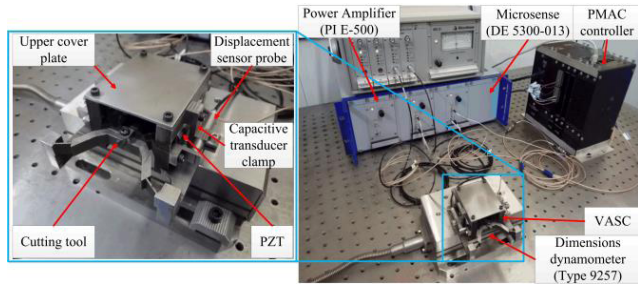 Upper cover
plate
Displacement
sensor probe
Capacitive
transducer
clamp
Cutting tool
PZT
Power Amplifier
(PI E-500)
Microsense
(DE 5300-013)
PMAC
controller
VASC
Dimensions
dynamometer
(Type 9257)